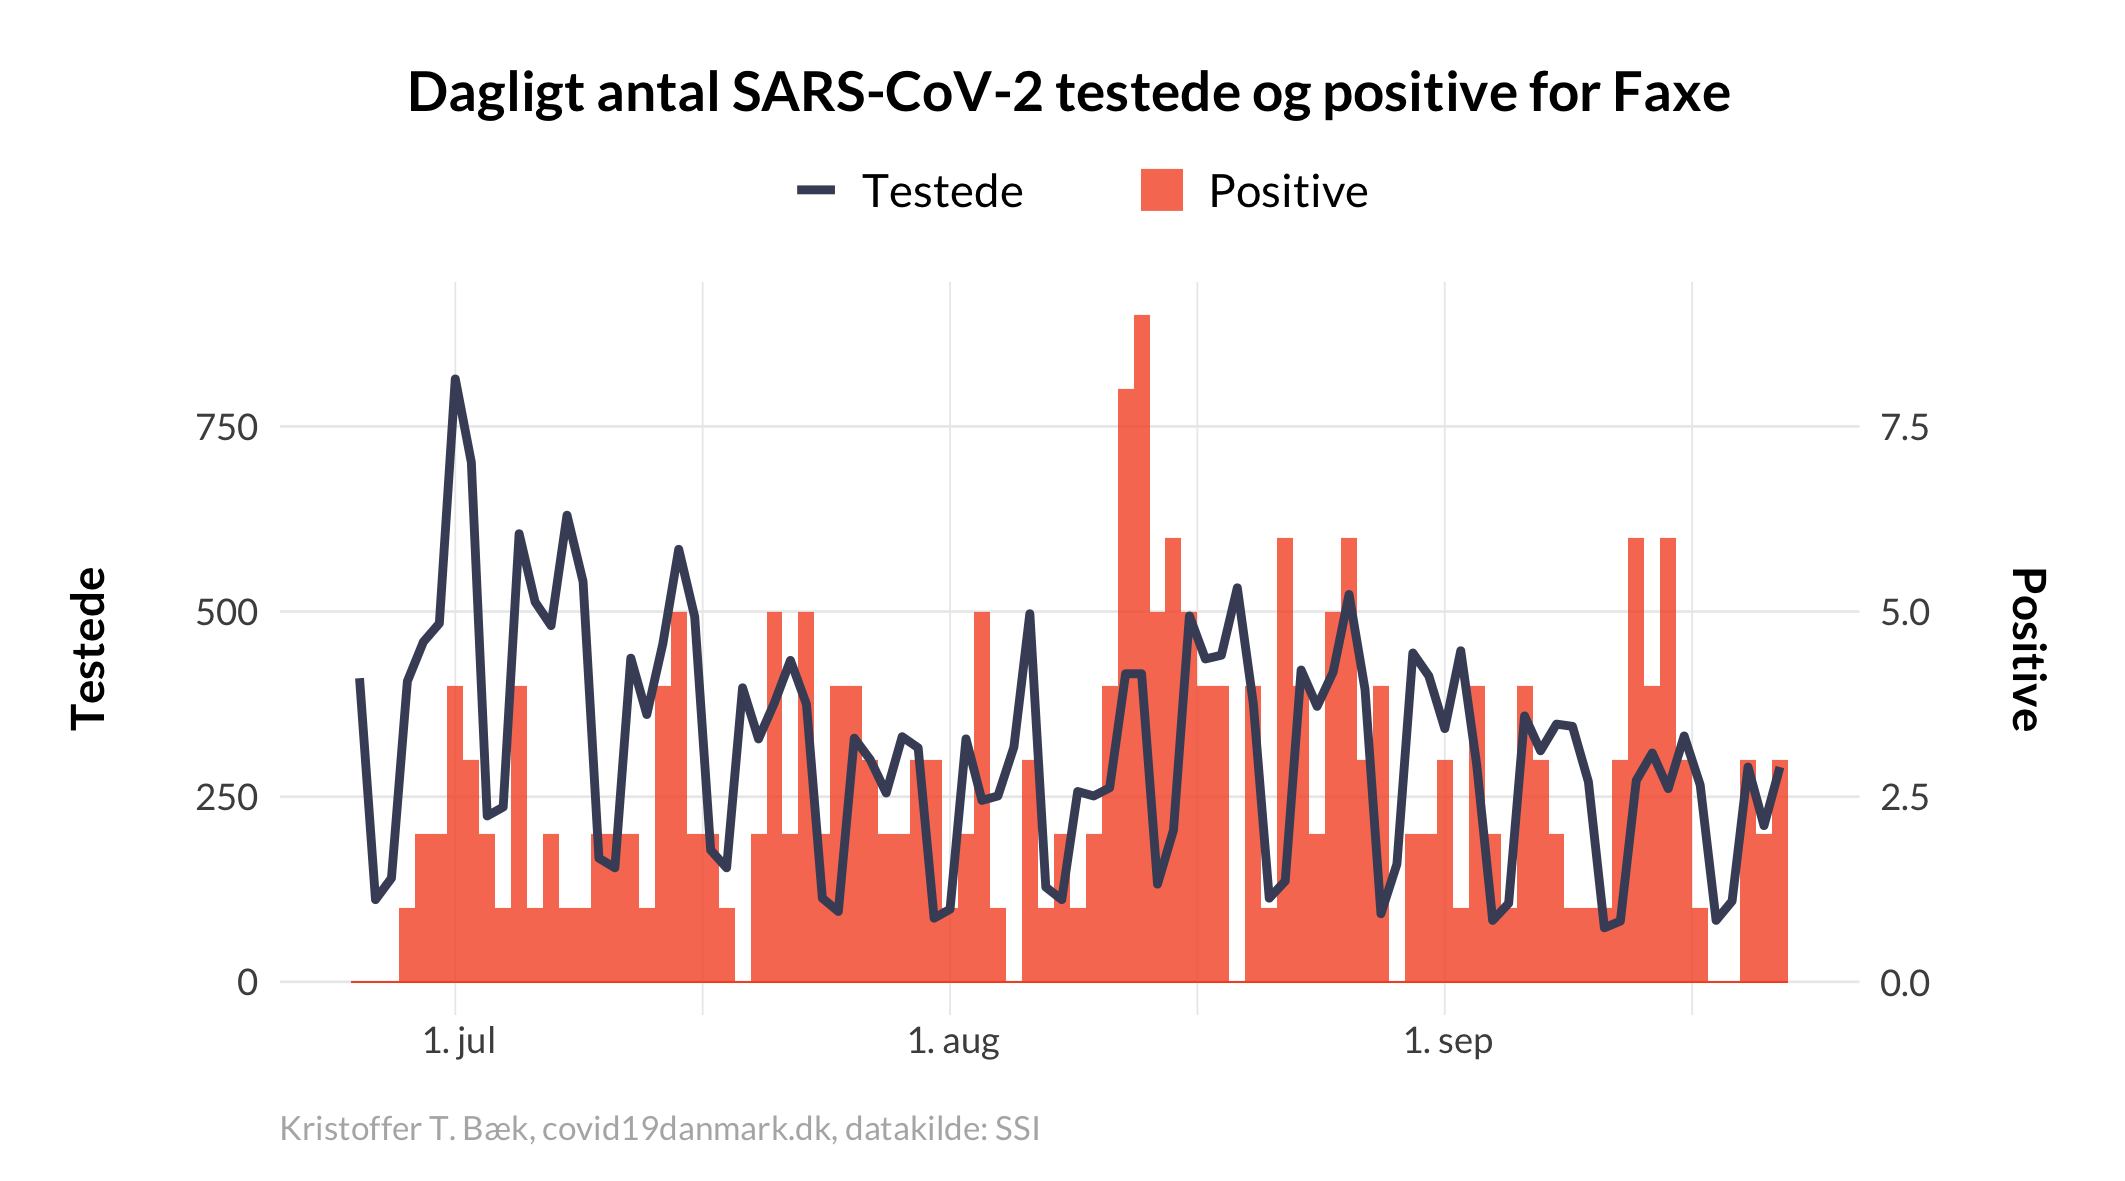 Dagligt antal SARS-CoV-2 testede og positive for Faxe
Testede
Positive
Testede
750
500
250
0
7.5
5.0
2.5
0.0
Positive
1. jul
1. aug
1. sep
Kristoffer T. Bæk, covid19danmark.dk, datakilde: SSI